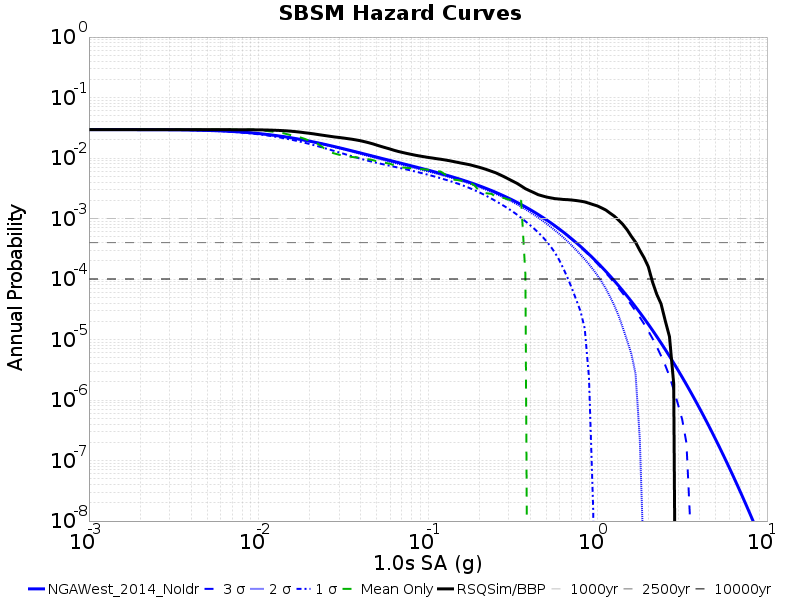 SBSM Hazard Curves
10^0
10^-1
10^-2
10^-3
10^-4
10^-5
10^-6
10^-7
10^-8
Annual Probability
10^-3 10^-2 10^-1 10^0 10^1
1.0s SA (g)
NGAWest_2014_NoIdr 3 σ 2 σ 1 σ Mean Only RSQSim/BBP 1000yr 2500yr 10000yr